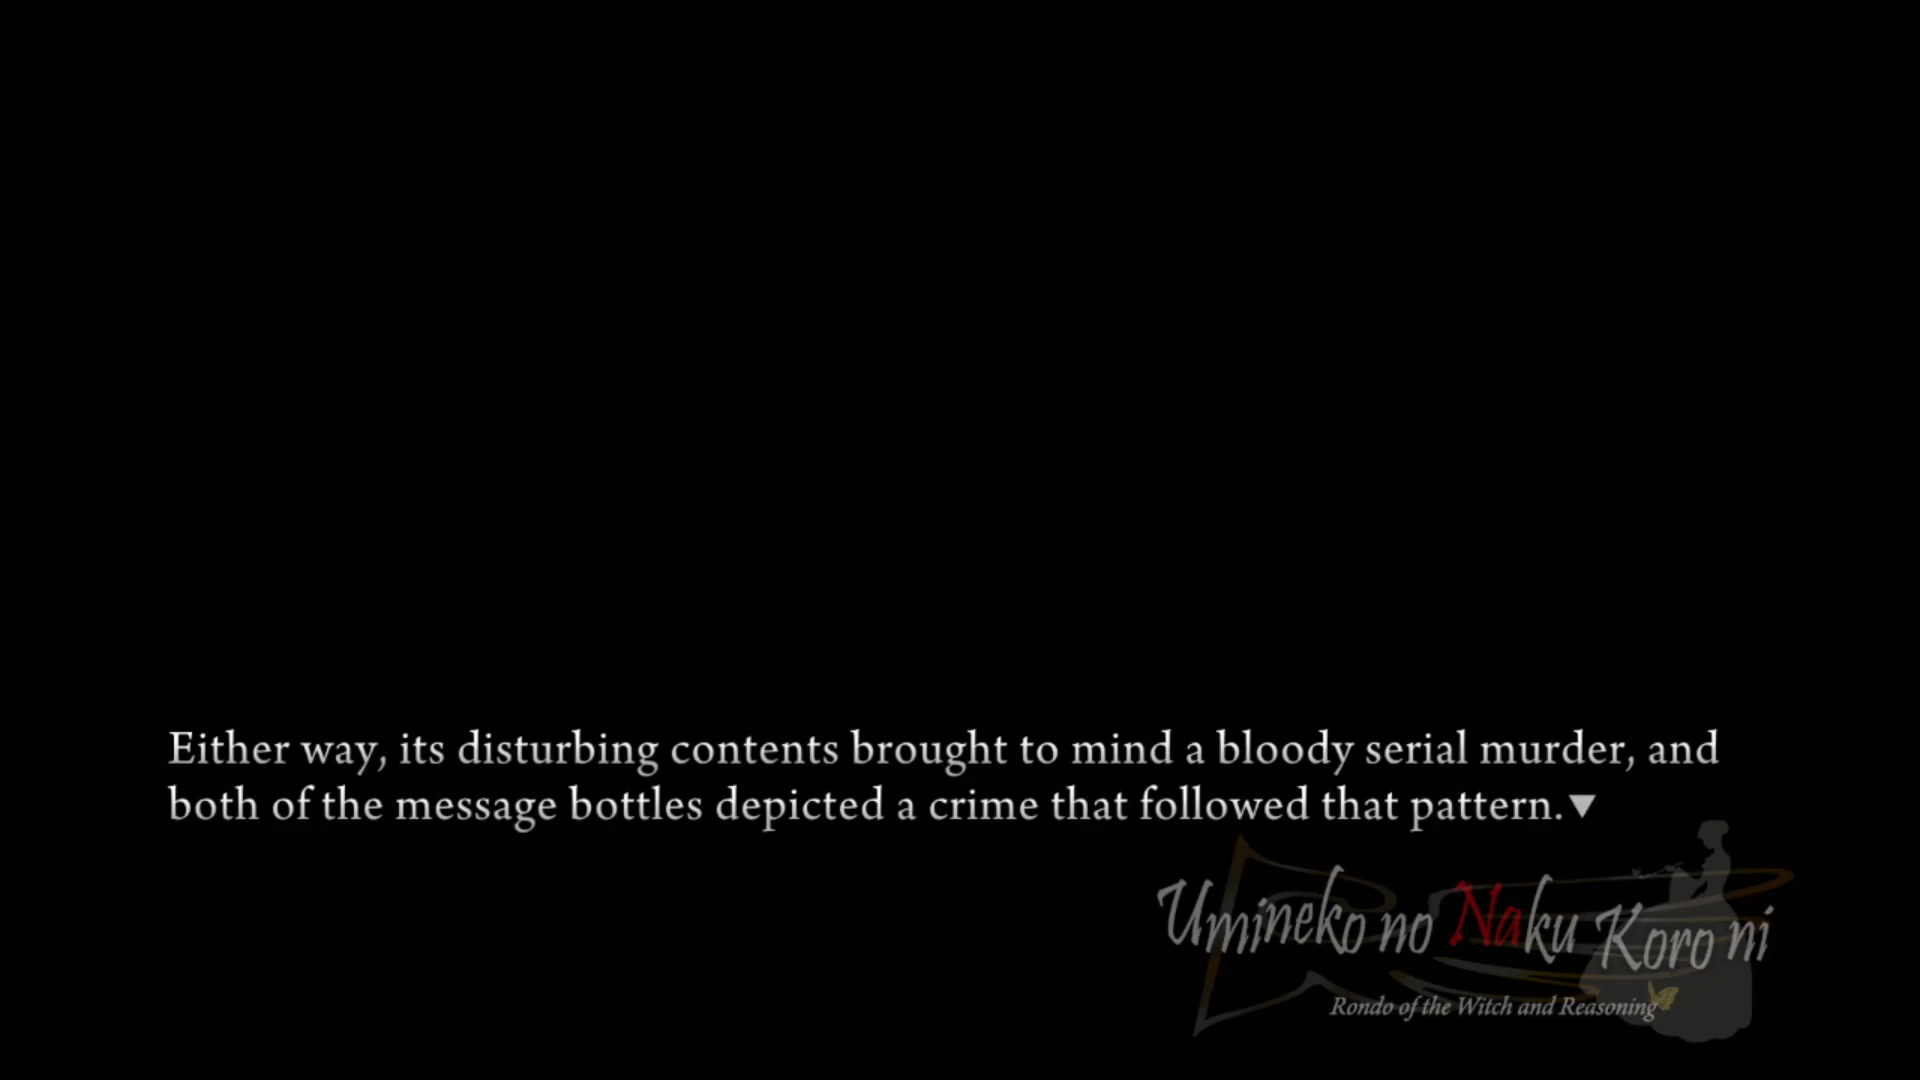 Either way, its disturbing contents brought to mind a bloody serial murder, and
both of the message bottles depicted a crime that followed that pattern.▼
Umineko no Naku Koro ni
Rondo of the Witch and Reasoning